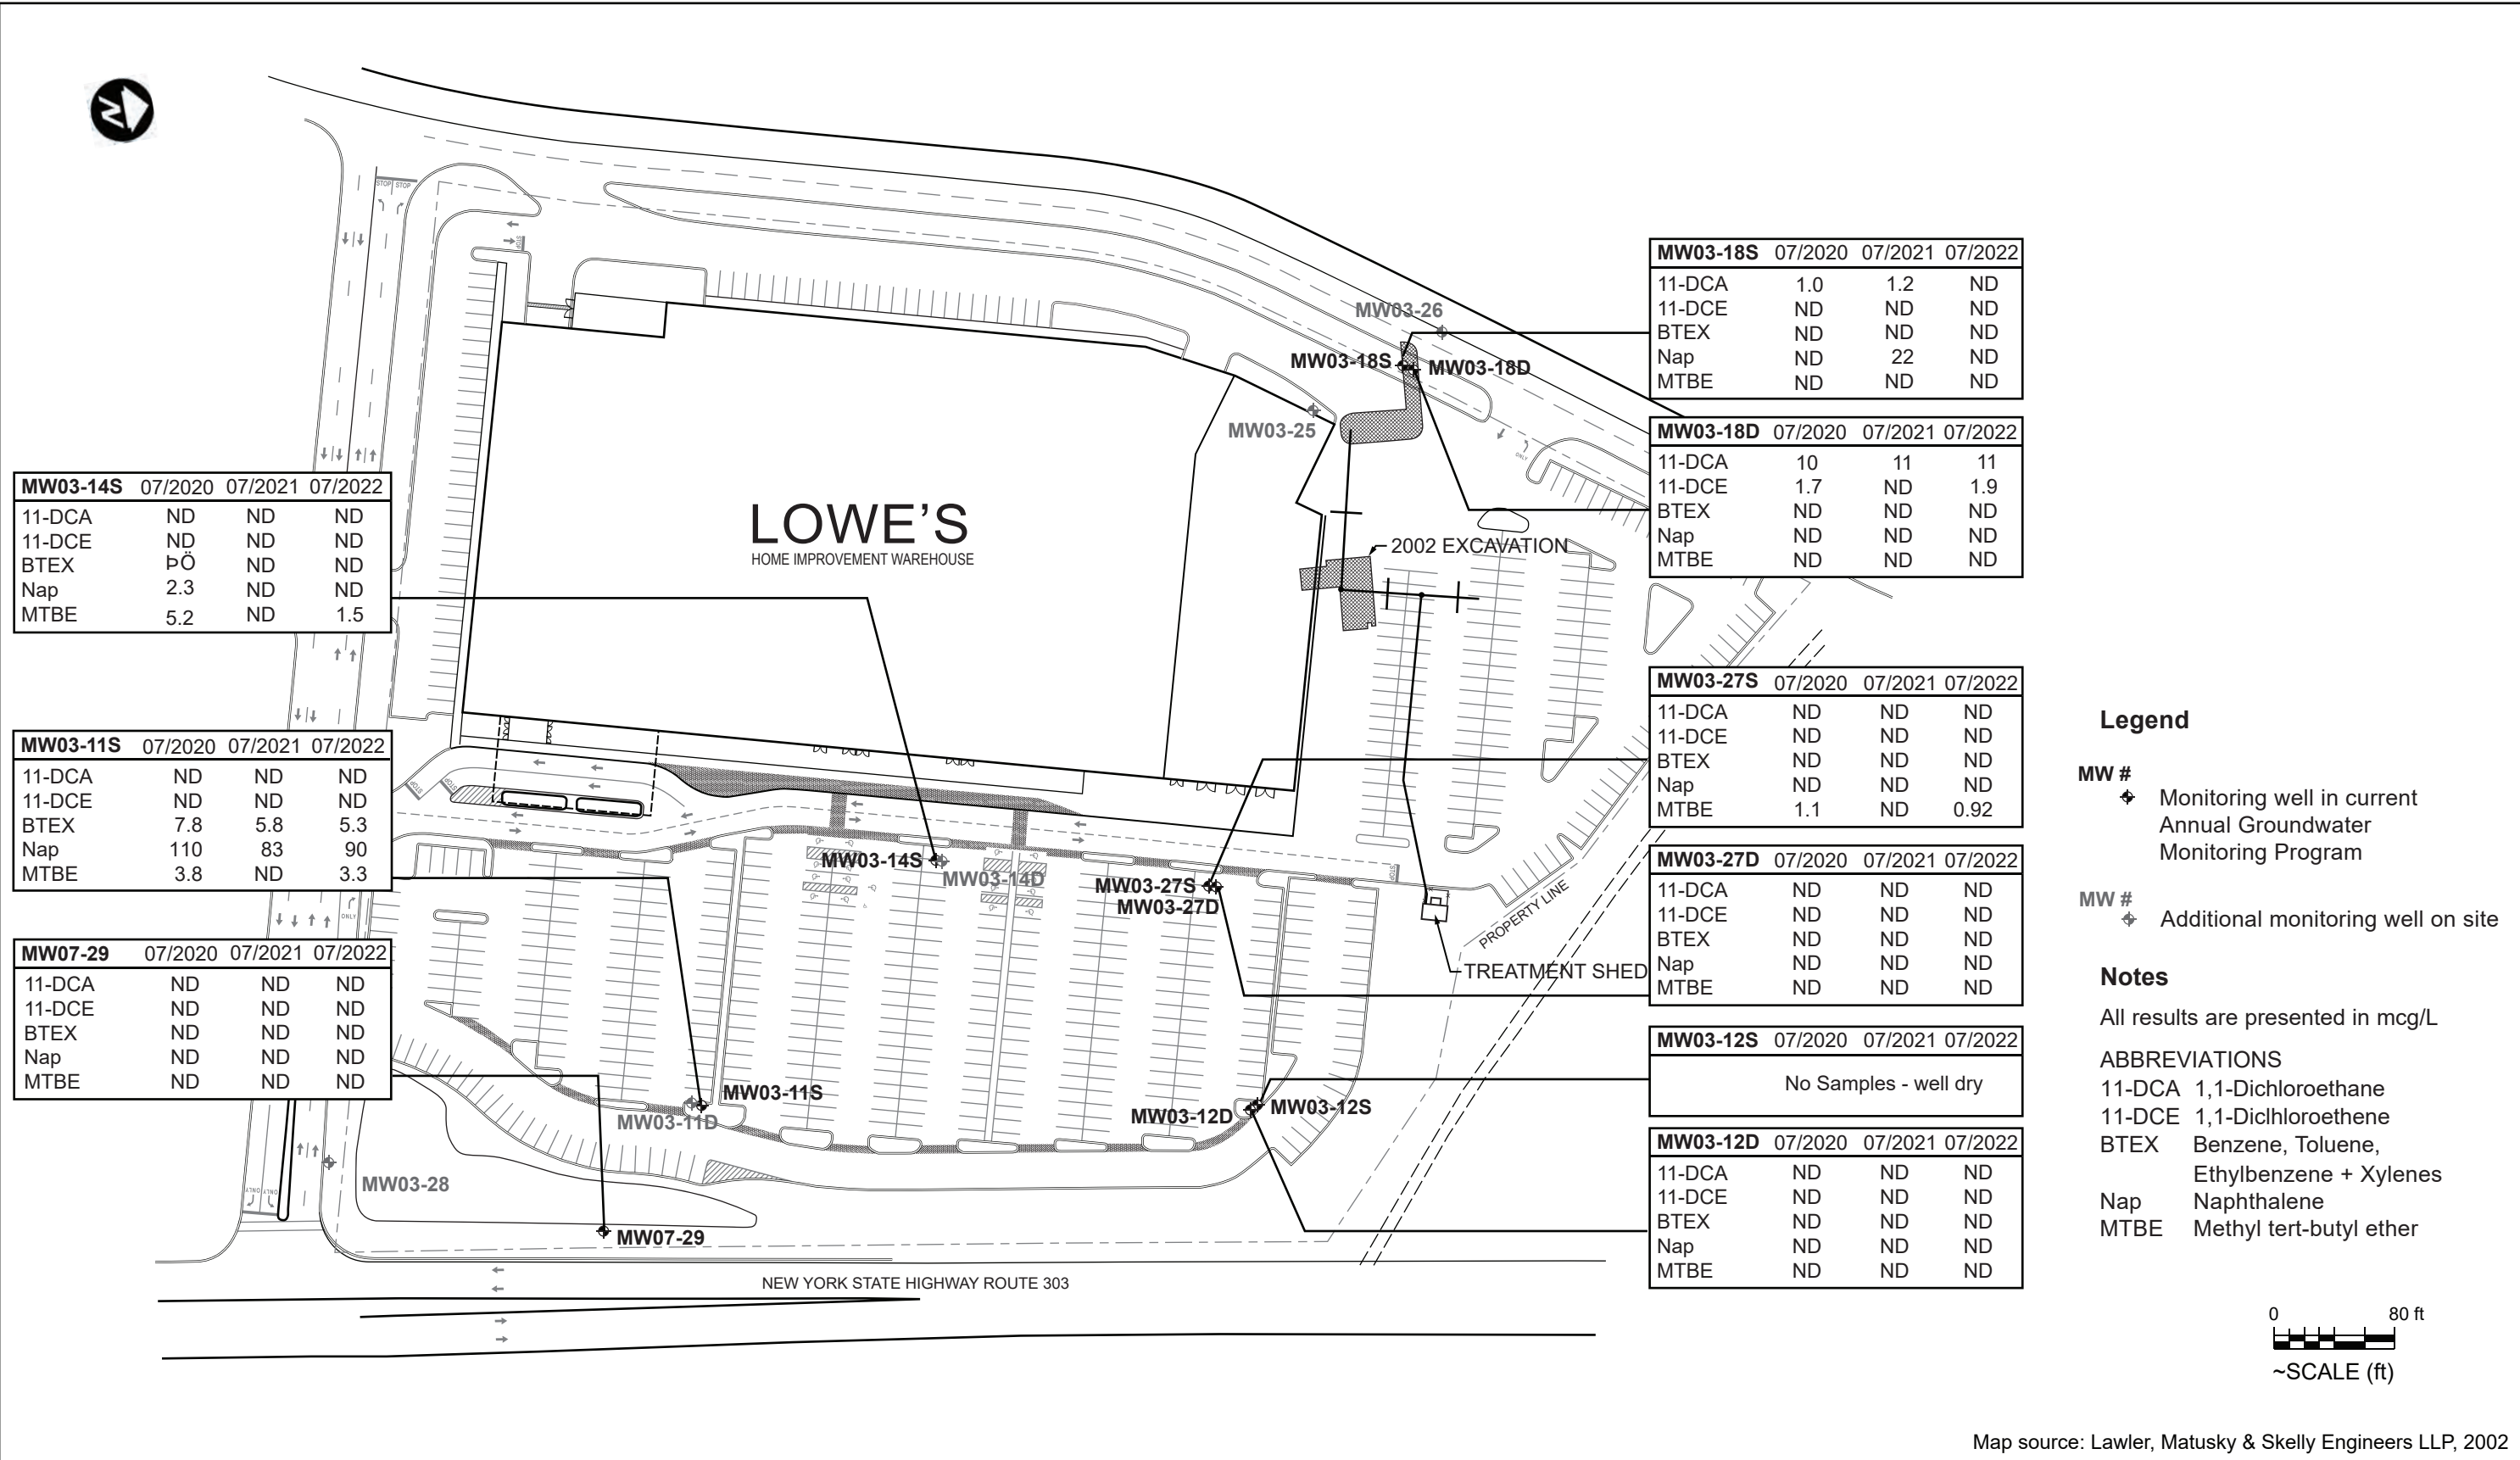 N
STOP STOP
STOP
MW03-26
MW03-18S
MW03-18D
MW03-25
ONLY
LOWE'S
HOME IMPROVEMENT WAREHOUSE
2002 EXCAVATION
MW03-18S 07/2020 07/2021 07/2022
11-DCA 1.0 1.2 ND
11-DCE ND ND ND
BTEX ND ND ND
Nap ND 22 ND
MTBE ND ND ND
MW03-18D 07/2020 07/2021 07/2022
11-DCA 10 11 11
11-DCE 1.7 ND 1.9
BTEX ND ND ND
Nap ND ND ND
MTBE ND ND ND
MW03-14S 07/2020 07/2021 07/2022
11-DCA ND ND ND
11-DCE ND ND ND
BTEX ÞÖ ND ND
Nap 2.3 ND ND
MTBE 5.2 ND 1.5
MW03-11S 07/2020 07/2021 07/2022
11-DCA ND ND ND
11-DCE ND ND ND
BTEX 7.8 5.8 5.3
Nap 110 83 90
MTBE 3.8 ND 3.3
MW07-29 07/2020 07/2021 07/2022
11-DCA ND ND ND
11-DCE ND ND ND
BTEX ND ND ND
Nap ND ND ND
MTBE ND ND ND
STOP
STOP
STOP
ONLY
MW03-14S
MW03-14D
MW03-27S
MW03-27D
PROPERTY LINE
TREATMENT SHED
MW03-11S
MW03-11D
MW03-12D
MW03-12S
MW03-28
ONLY ONLY
MW07-29
NEW YORK STATE HIGHWAY ROUTE 303
MW03-27S 07/2020 07/2021 07/2022
11-DCA ND ND ND
11-DCE ND ND ND
BTEX ND ND ND
Nap ND ND ND
MTBE 1.1 ND 0.92
MW03-27D 07/2020 07/2021 07/2022
11-DCA ND ND ND
11-DCE ND ND ND
BTEX ND ND ND
Nap ND ND ND
MTBE ND ND ND
MW03-12S 07/2020 07/2021 07/2022
No Samples - well dry
MW03-12D 07/2020 07/2021 07/2022
11-DCA ND ND ND
11-DCE ND ND ND
BTEX ND ND ND
Nap ND ND ND
MTBE ND ND ND
Legend
MW #
Monitoring well in current
Annual Groundwater
Monitoring Program
MW #
Additional monitoring well on site
Notes
All results are presented in mcg/L
ABBREVIATIONS
11-DCA 1,1-Dichloroethane
11-DCE 1,1-Diclhloroethene
BTEX Benzene, Toluene,
Ethylbenzene + Xylenes
Nap Naphthalene
MTBE Methyl tert-butyl ether
0 80 ft
~SCALE (ft)
Map source: Lawler, Matusky & Skelly Engineers LLP, 2002